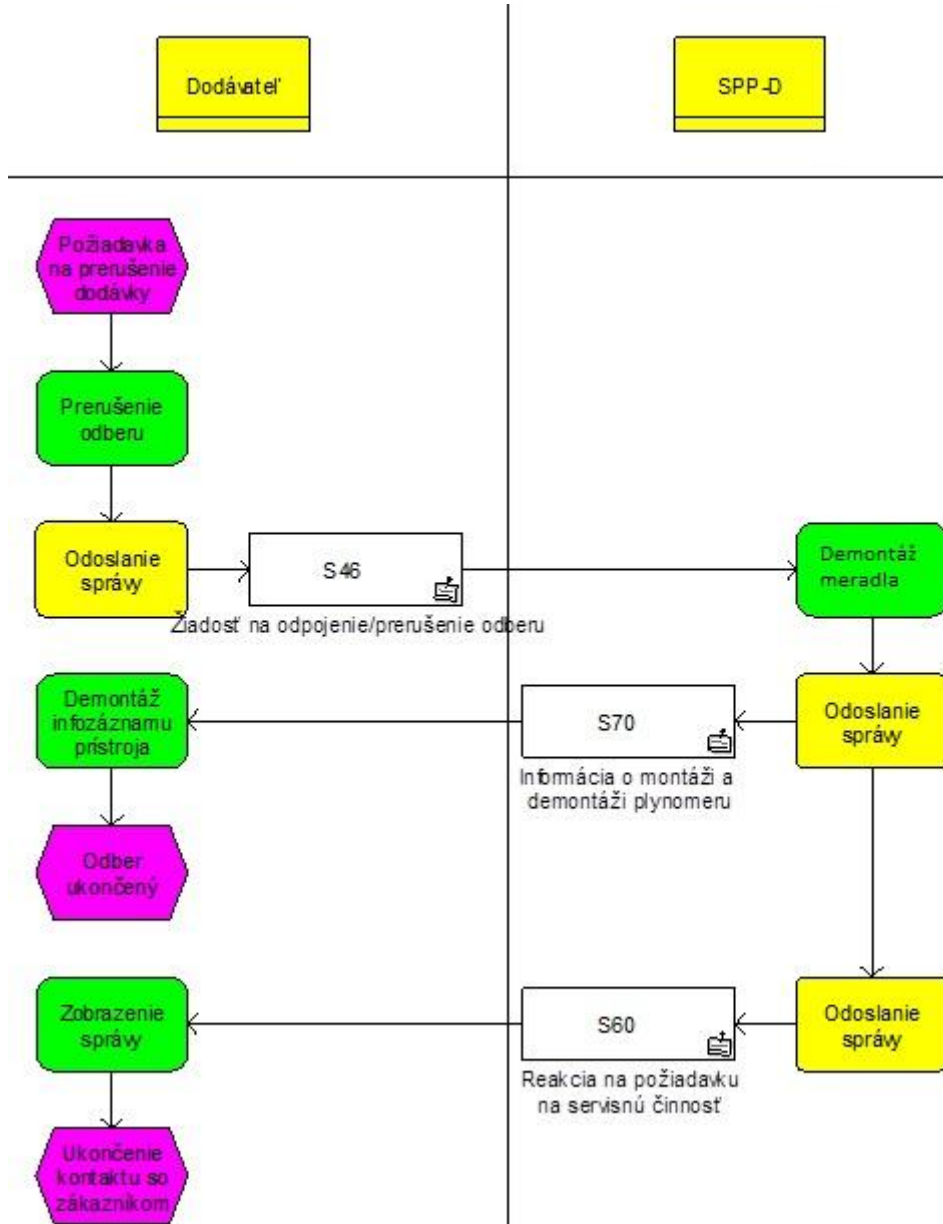 Dodávateľ
SPP-D
Požiadavka
na prerušenie
dodávky
Prerušenie
odberu
Odoslanie
správy
S46
Žiadosť na odpojenie/prerušenie odberu
Demontáž
meradla
Demontáž
infozáznamu
prístroja
S70
Informácia o montáži a
demontáži plynomeru
Odoslanie
správy
Odber
ukončený
Zobrazenie
správy
S60
Reakcia na požiadavku
na servisnú činnosť
Odoslanie
správy
Ukončenie
kontaktu so
zákazníkom